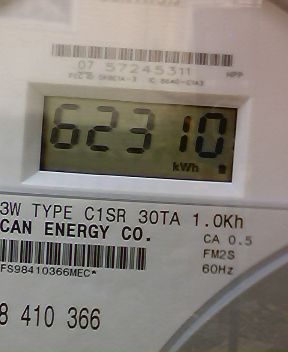 07 57245311 HPP
62310
kWh
3W TYPE C1SR 30TA 1.0Kh
CAN ENERGY CO. CA 0.5
FM2S
FS98410366MEC* 60Hz
8 410 366